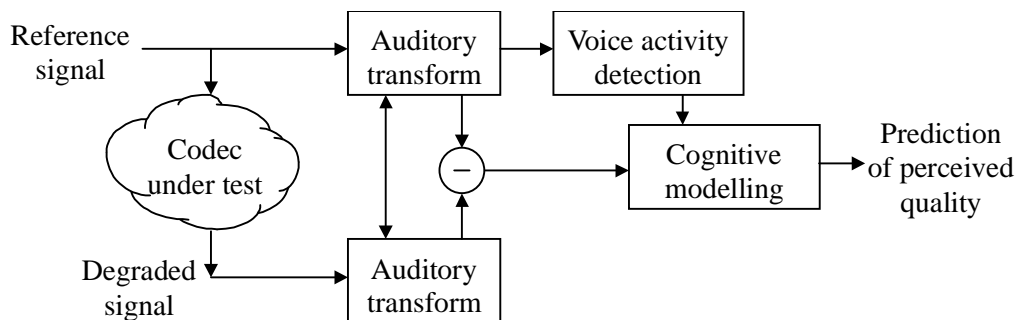 Reference
signal
Auditory
transform
Voice activity
detection
Codec
under test
−
Cognitive
modelling
Prediction
of perceived
quality
Degraded
signal
Auditory
transform